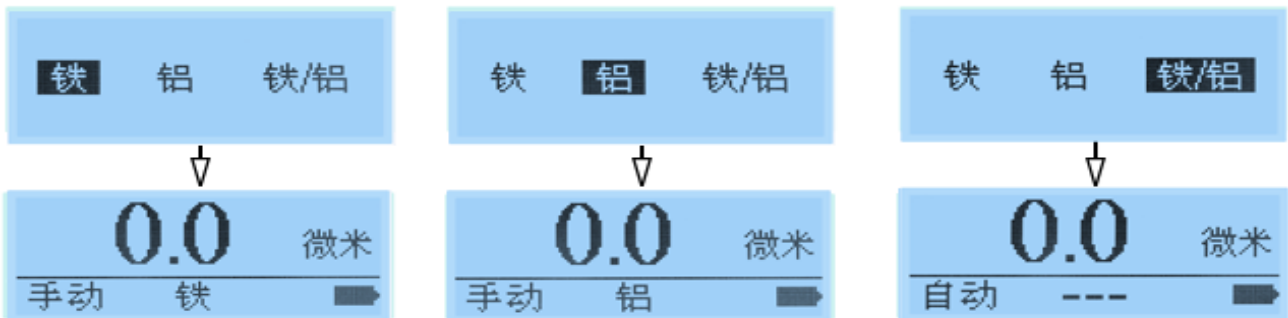 铁 铝 铁/铝
铁 铝 铁/铝
铁 铝 铁/铝
0.0 微米
手动 铁
0.0 微米
手动 铝
0.0 微米
自动 ---